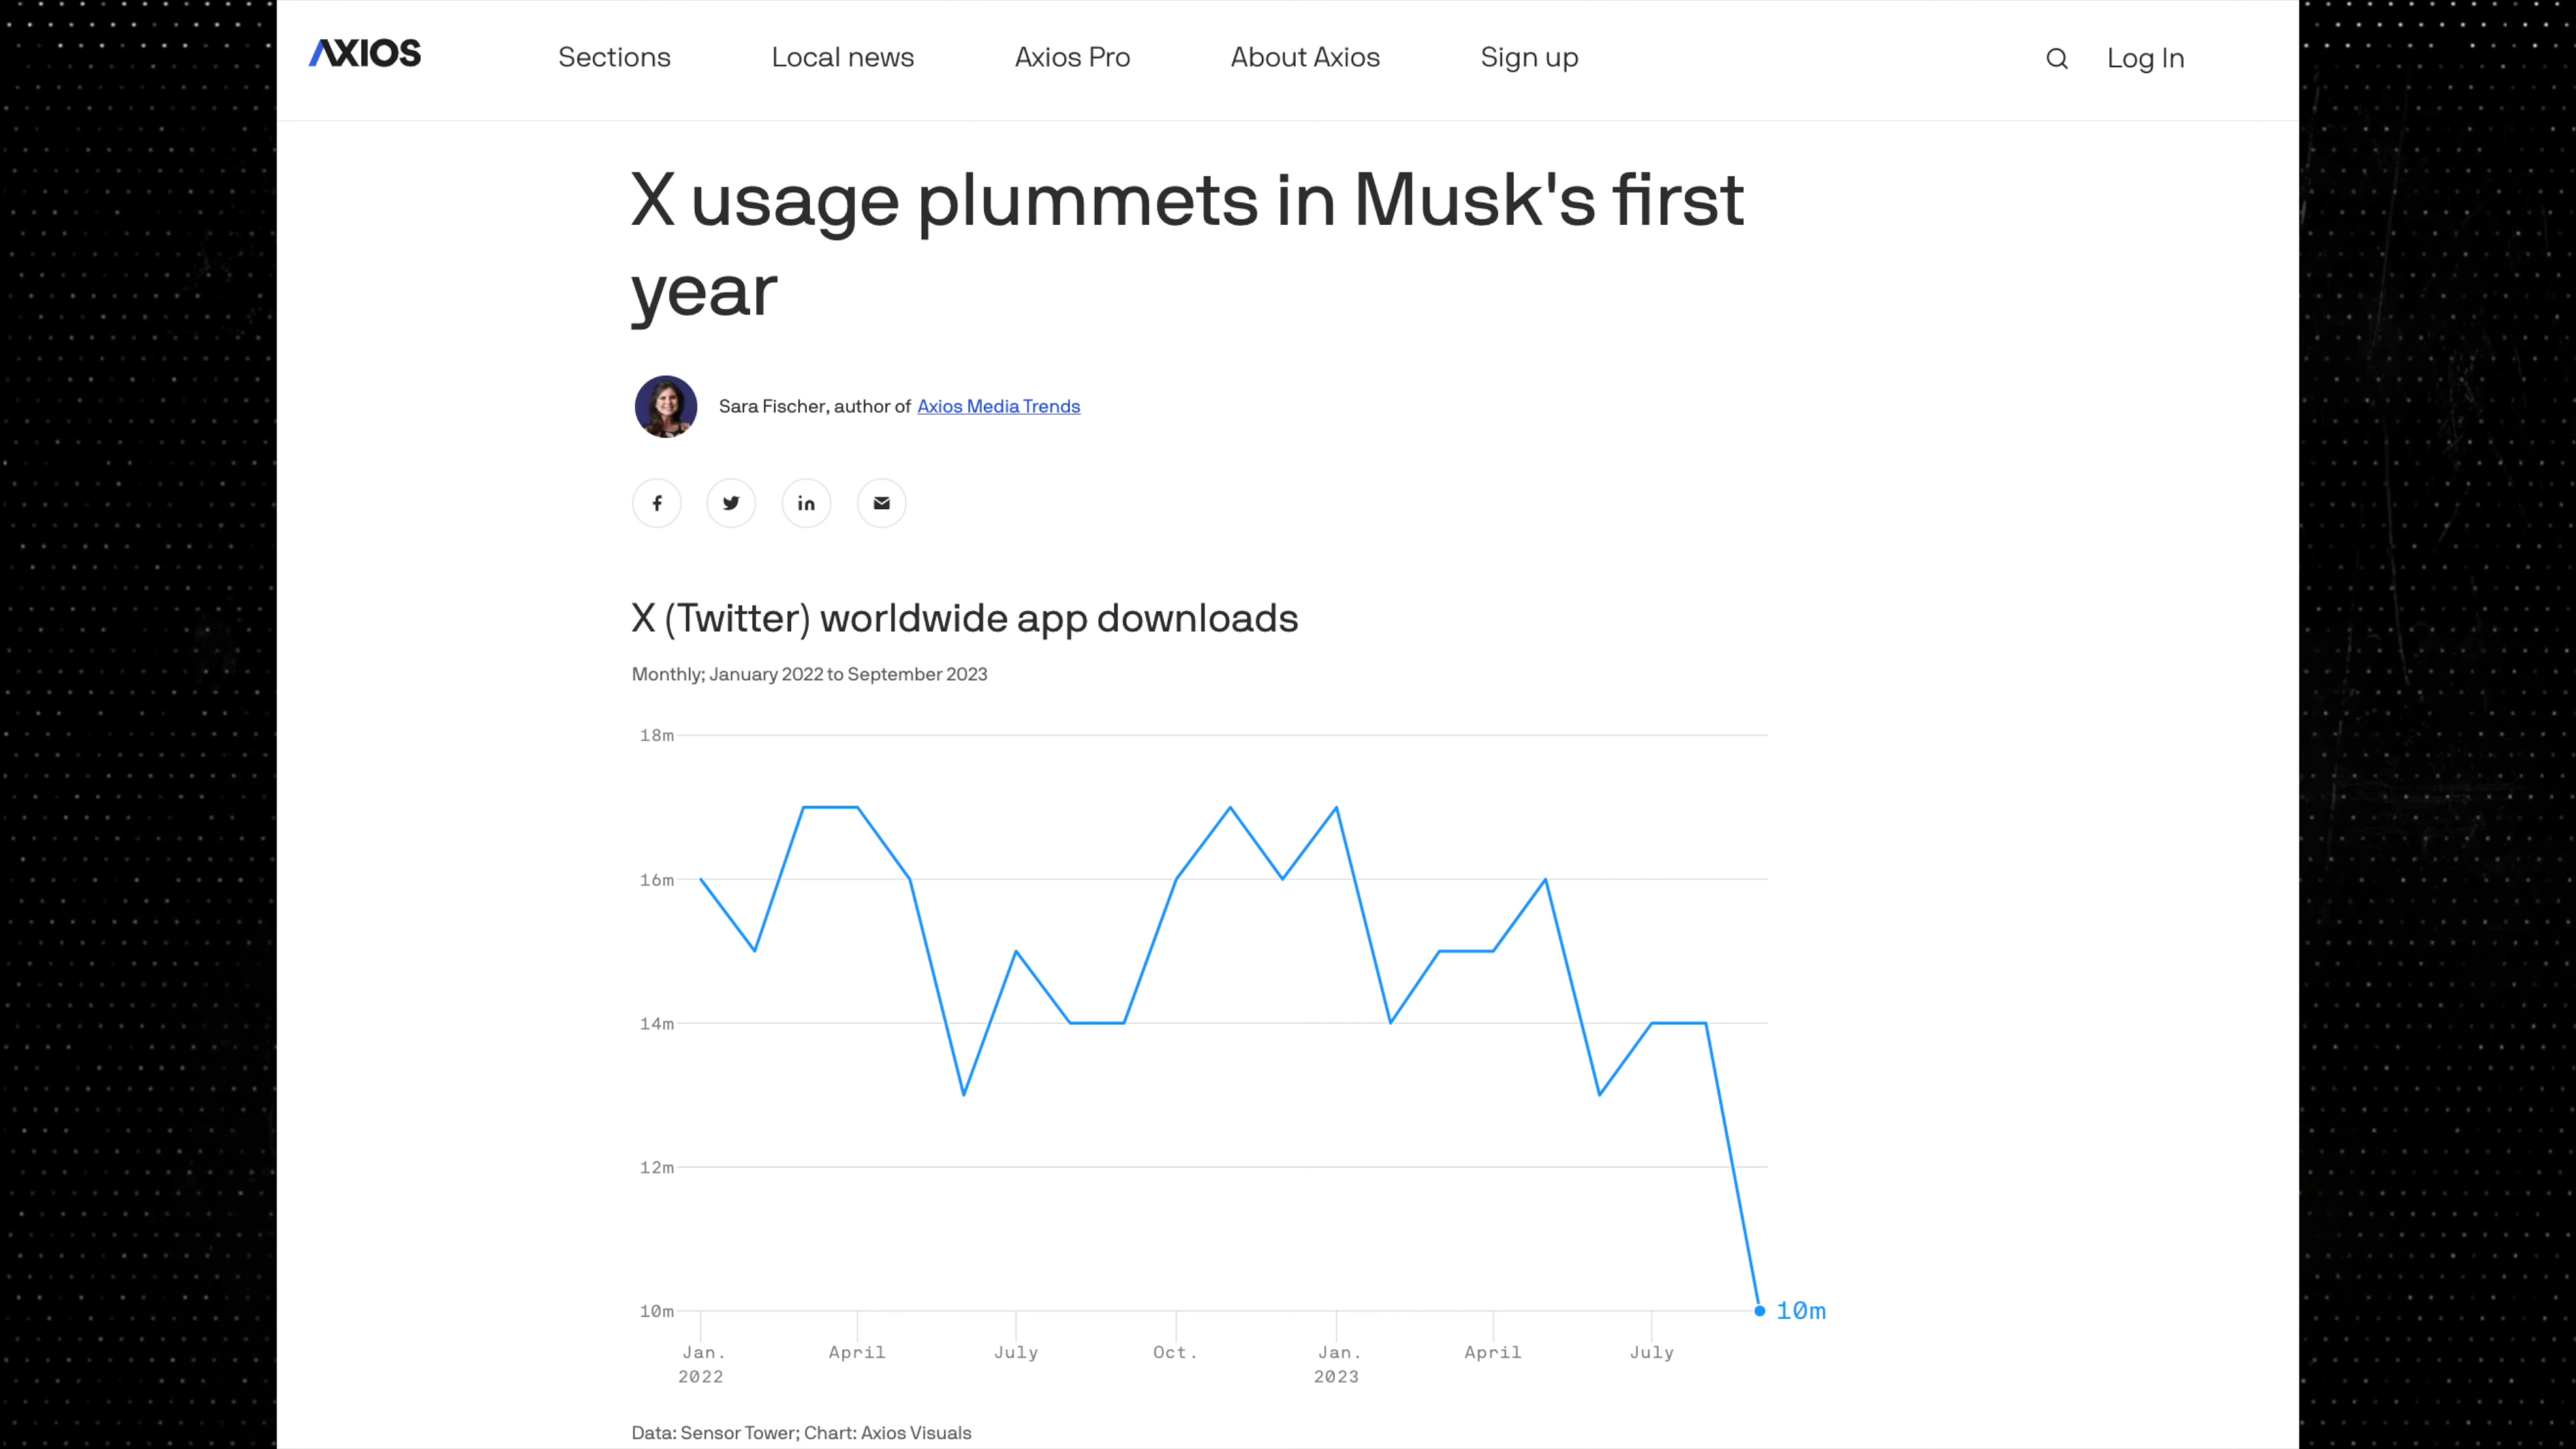 AXIOS
Sections
Local news
Axios Pro
About Axios
Sign up
Log In
X usage plummets in Musk's first
year
Sara Fischer, author of Axios Media Trends
X (Twitter) worldwide app downloads
Monthly; January 2022 to September 2023
18m
16m
14m
12m
10m
10m
Jan.
2022
April
July
Oct.
Jan.
2023
April
July
Data: Sensor Tower; Chart: Axios Visuals